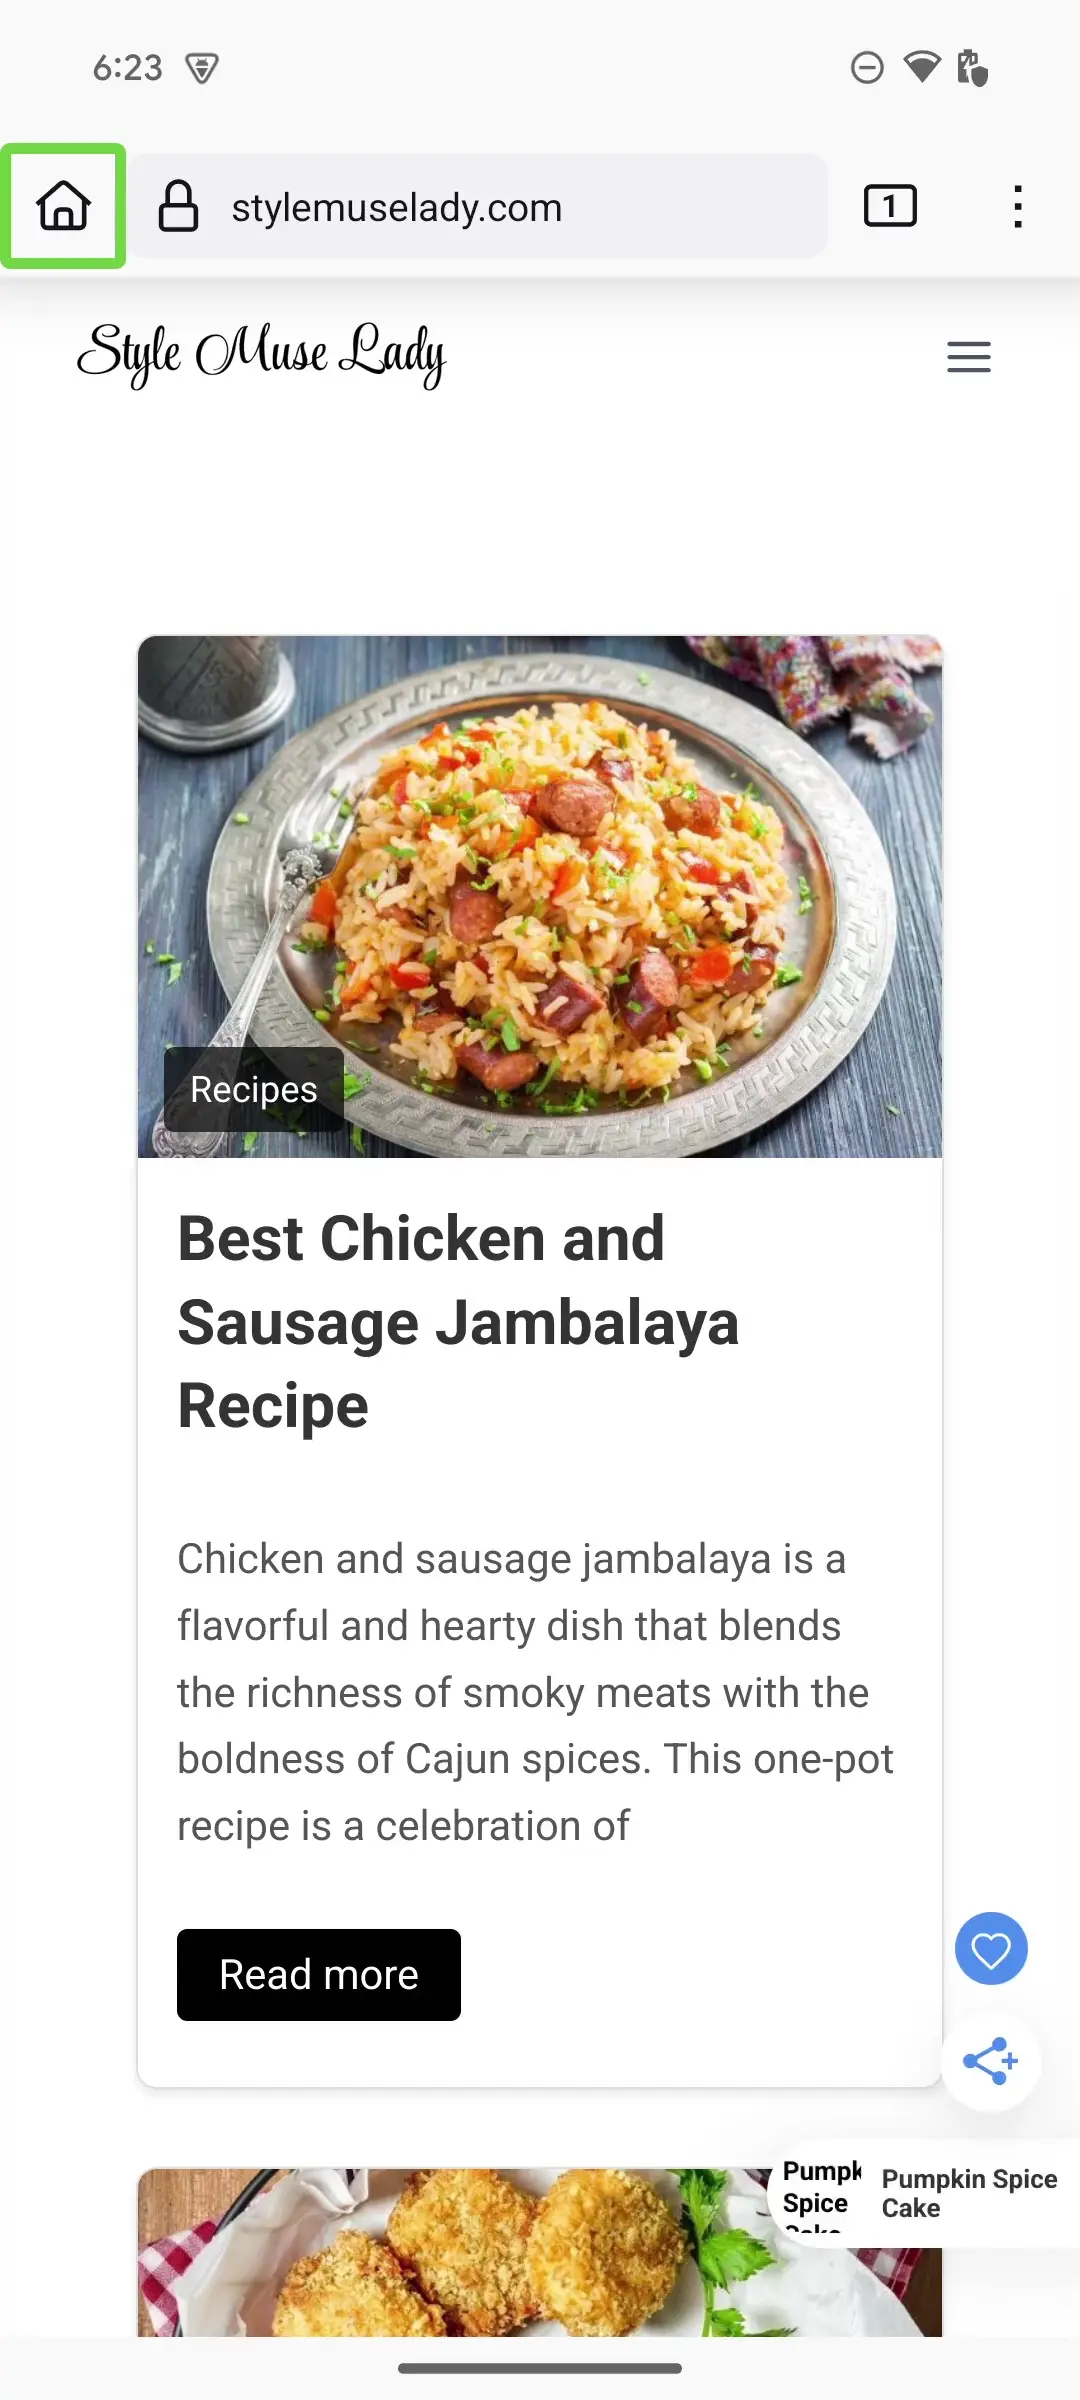 6:23
stylemuselady.com
1
Style Muse Lady
Recipes
Best Chicken and
Sausage Jambalaya
Recipe
Chicken and sausage jambalaya is a
flavorful and hearty dish that blends
the richness of smoky meats with the
boldness of Cajun spices. This one-pot
recipe is a celebration of
Read more
Pumpk
Spice
Cake
Pumpkin Spice
Cake